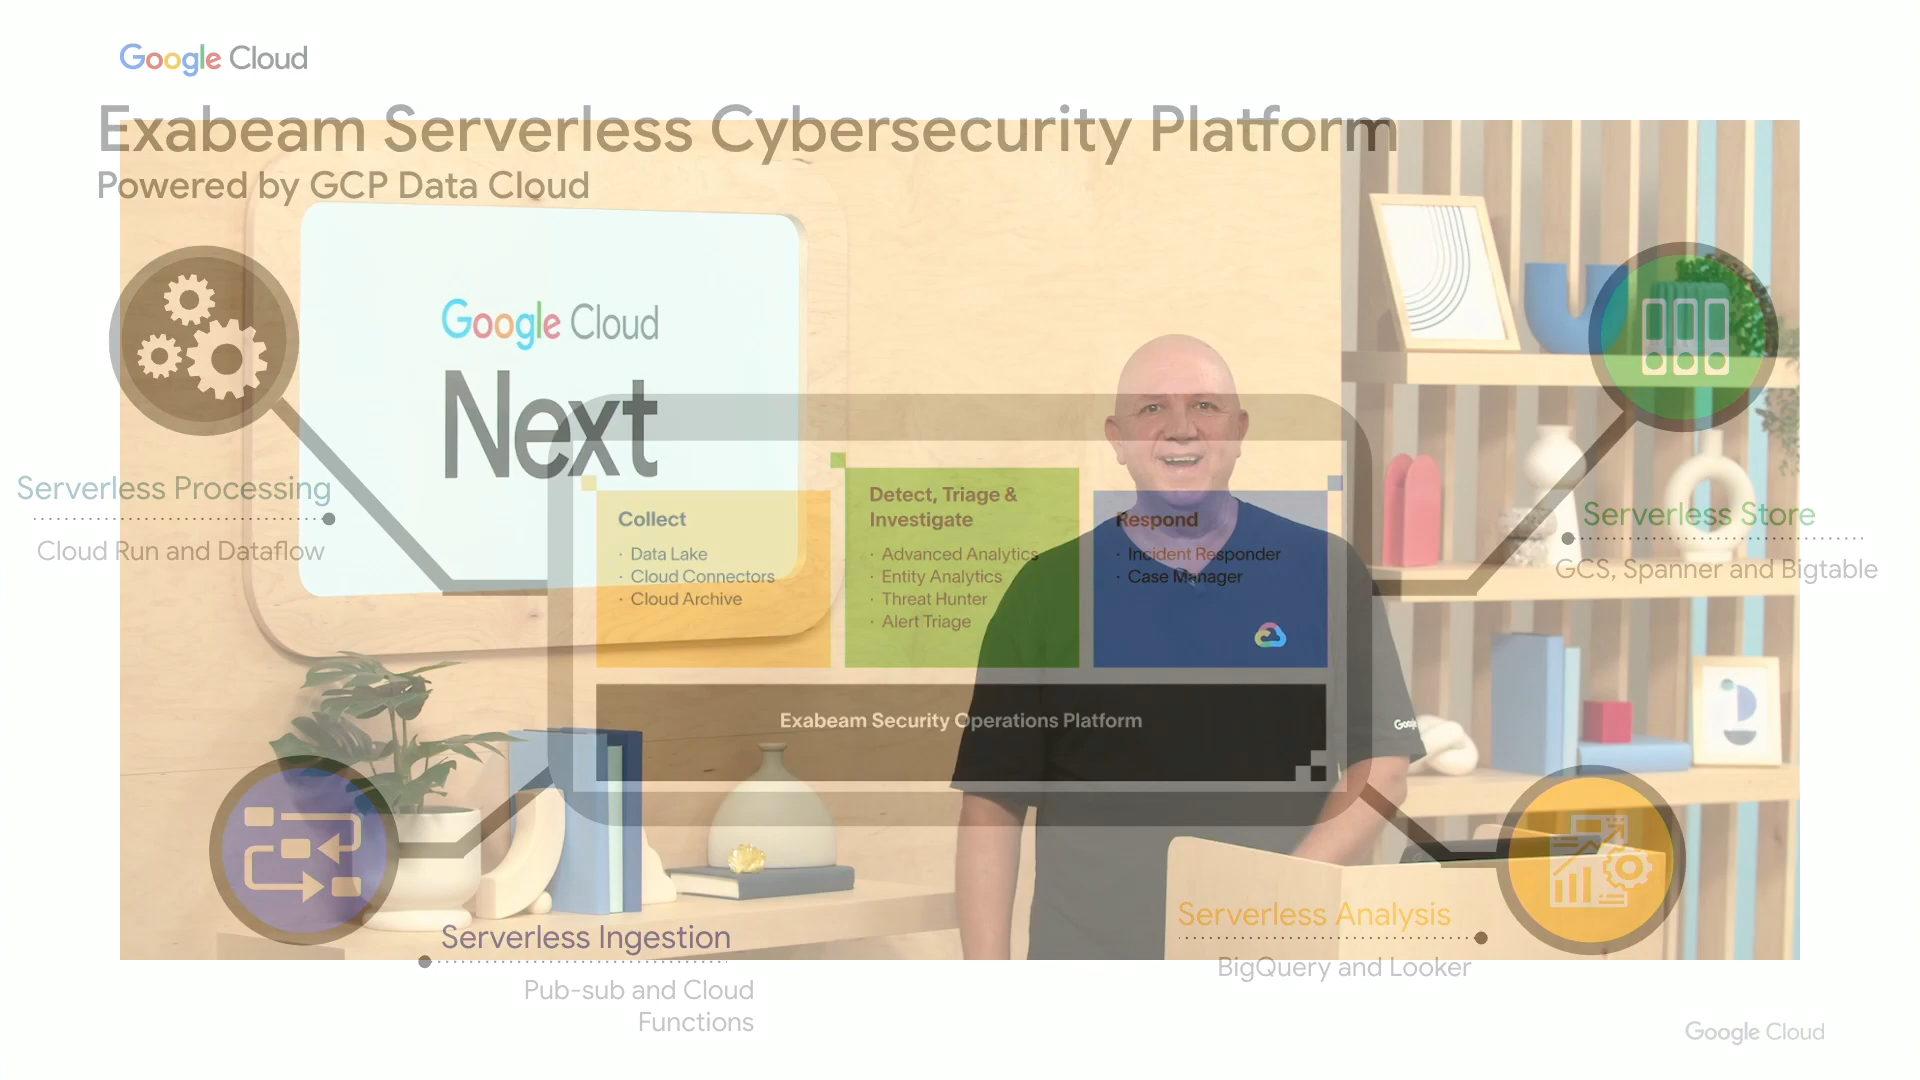 Google Cloud
Exabeam Serverless Cybersecurity Platform
Powered by GCP Data Cloud
Google Cloud
Next
Serverless Processing
Cloud Run and Dataflow
Collect
· Data Lake
· Cloud Connectors
· Cloud Archive
Detect, Triage &
Investigate
· Advanced Analytics
· Entity Analytics
· Threat Hunter
· Alert Triage
Respond
· Incident Responder
· Case Manager
Serverless Store
GCS, Spanner and Bigtable
Exabeam Security Operations Platform
Serverless Ingestion
Pub-sub and Cloud
Functions
Serverless Analysis
BigQuery and Looker
Google Cloud